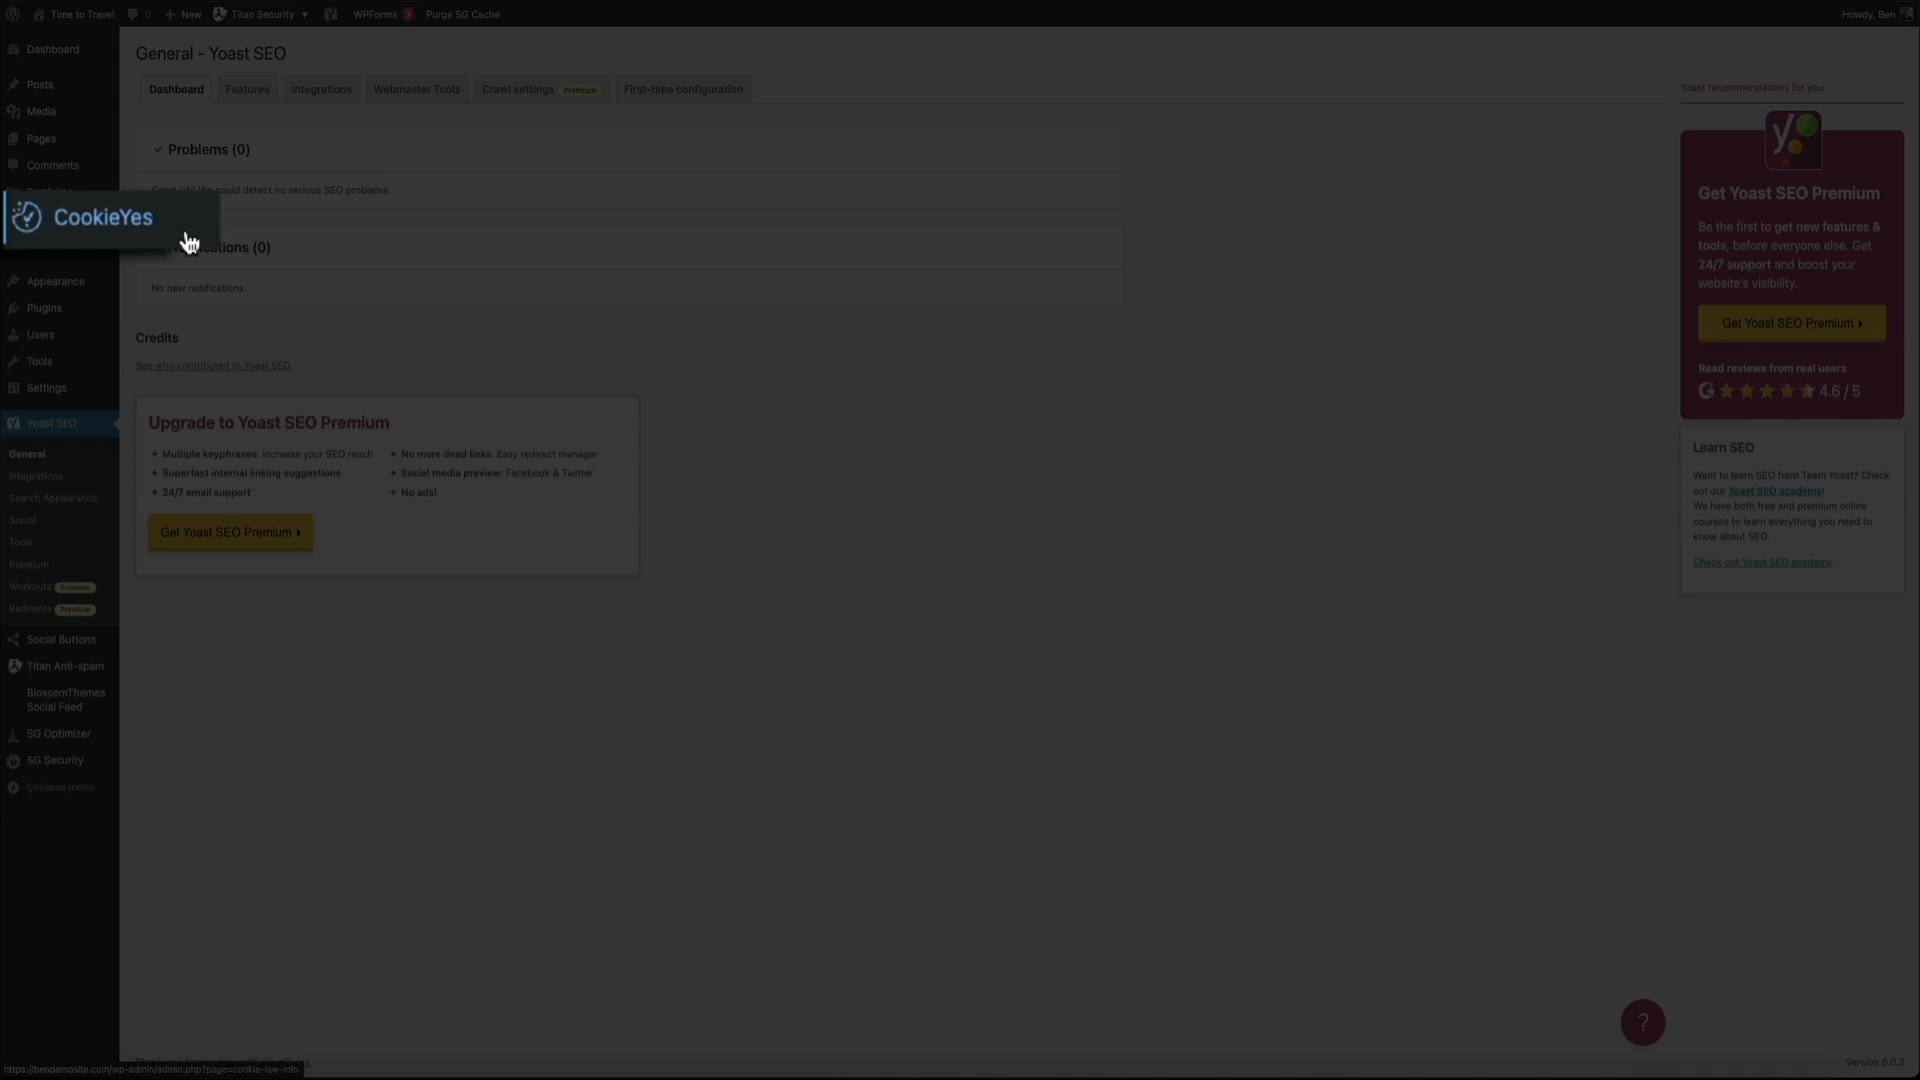 Time to Travel
0
New
Titan Security
WPForms 3
Purge SG Cache
Howdy, Ben
Dashboard
Posts
Media
Pages
Comments
CookieYes
Appearance
Plugins
Users
Tools
Settings
Yoast SEO
General
Integrations
Search Appearance
Social
Tools
Premium
Workouts Premium
Redirects Premium
Social Buttons
Titan Anti-spam
BlossomThemes
Social Feed
SG Optimizer
SG Security
Collapse menu
General - Yoast SEO
Dashboard
Features
Integrations
Webmaster Tools
Crawl settings Premium
First-time configuration
Problems (0)
Good job! We could detect no serious SEO problems.
(0)
No new notifications.
Credits
See who contributed to Yoast SEO.
Upgrade to Yoast SEO Premium
+ Multiple keyphrases: Increase your SEO reach
+ Superfast internal linking suggestions
+ 24/7 email support
+ No more dead links: Easy redirect manager
+ Social media preview: Facebook & Twitter
+ No ads!
Get Yoast SEO Premium
Yoast recommendations for you
Get Yoast SEO Premium
Be the first to get new features &
tools, before everyone else. Get
24/7 support and boost your
website's visibility.
Get Yoast SEO Premium
Read reviews from real users
4.6 / 5
Learn SEO
Want to learn SEO from Team Yoast? Check
out our Yoast SEO academy!
We have both free and premium online
courses to learn everything you need to
know about SEO.
Check out Yoast SEO academy
?
Version 6.0.3
https://bendemosite.com/wp-admin/admin.php?page=cookie-law-info